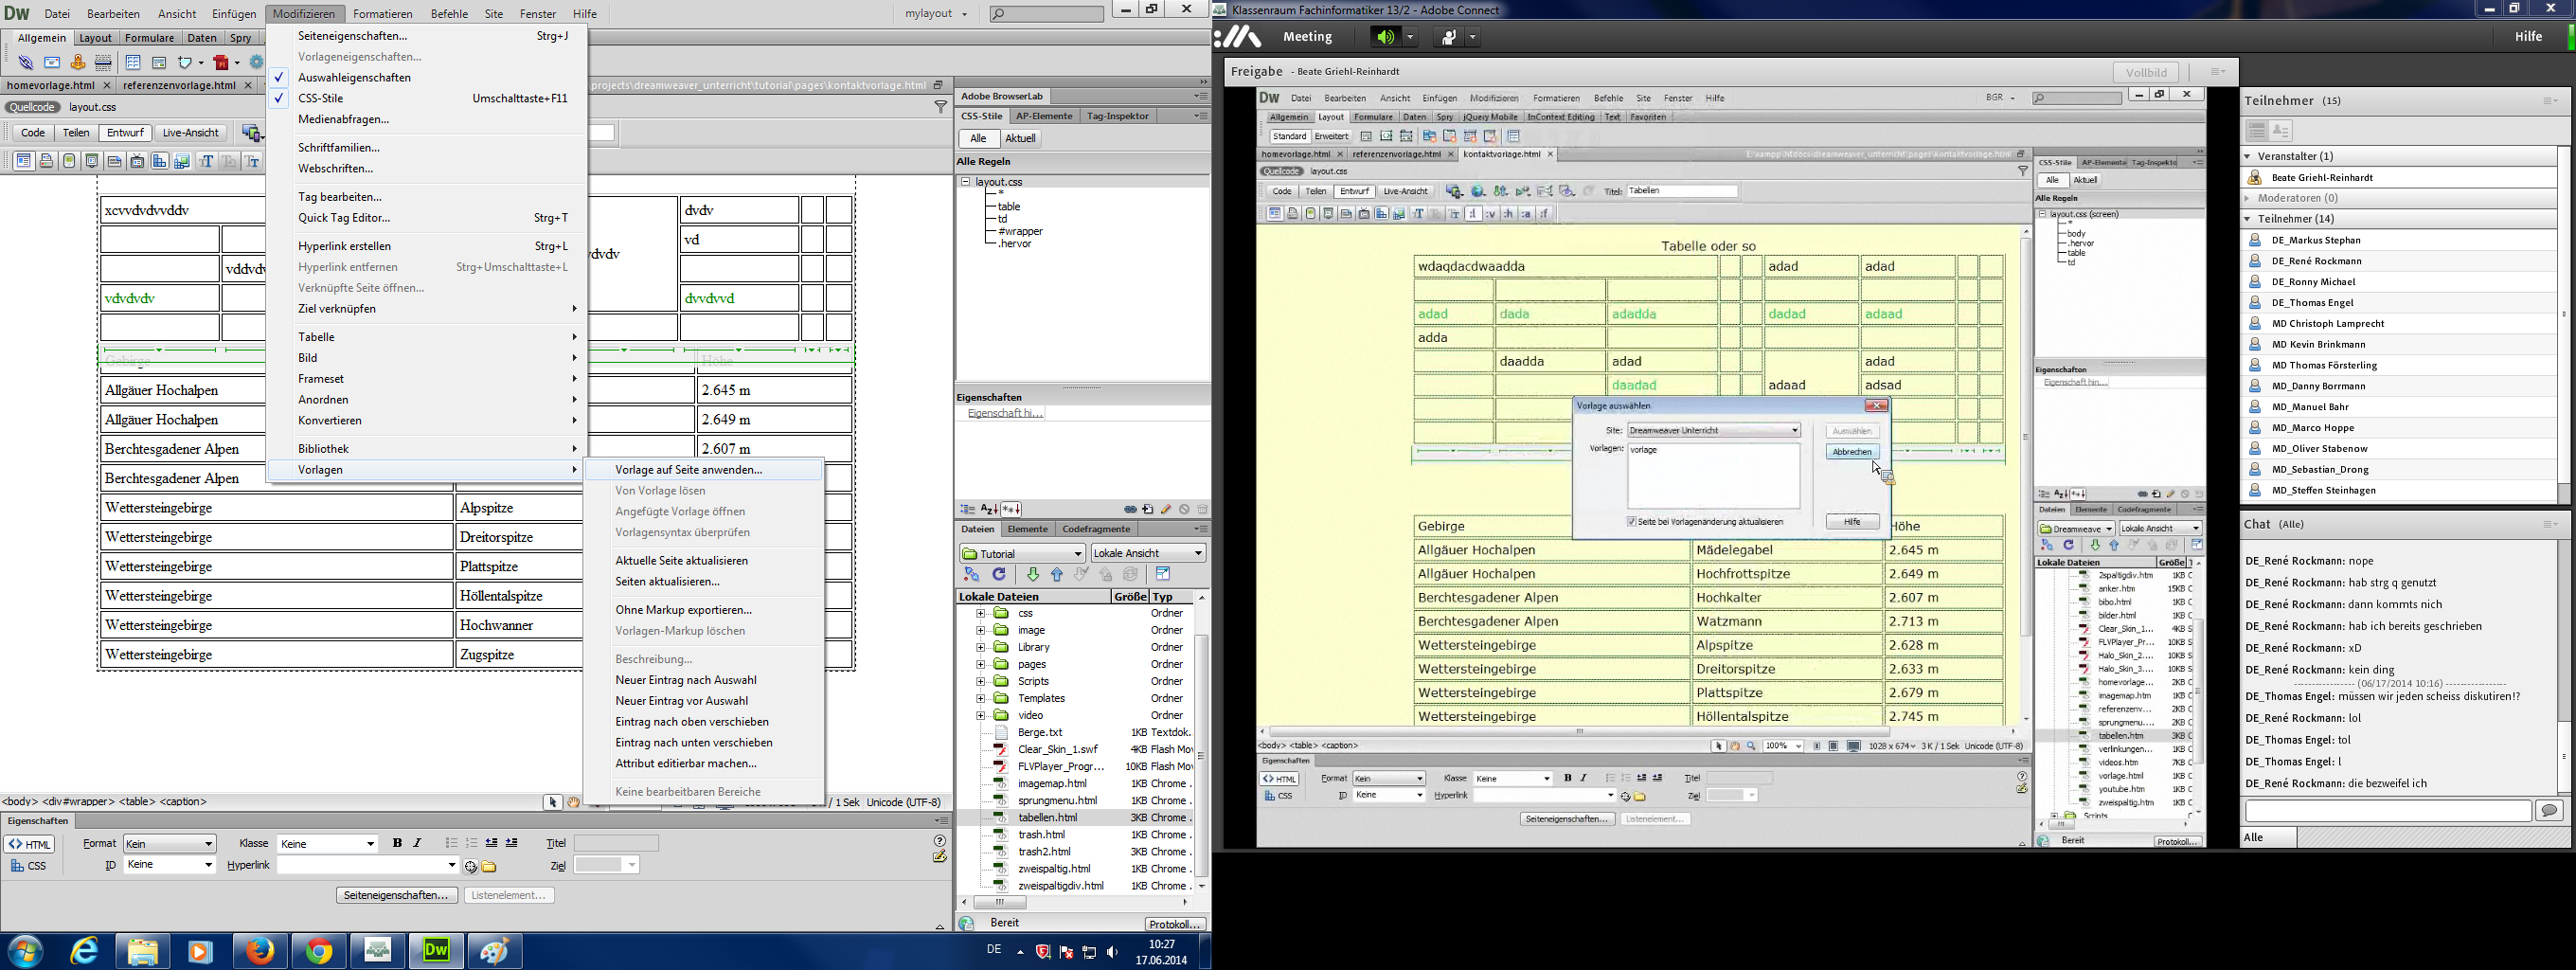 Dw Datei Bearbeiten Ansicht Einfügen Modifizieren Formatieren Befehle Site Fenster Hilfe mylayout
Allgemein Layout Formulare Daten Spry
homevorlage.html × referenzenvorlage.html × projects\dreamweaver_unterricht\tutorial\pages\kontaktvorlage.html
Quellcode layout.css
Code Teilen Entwurf Live-Ansicht
Seiteneigenschaften... Strg+J
Vorlageneigenschaften...
Auswahleigenschaften
CSS-Stile Umschalttaste+F11
Medienabfragen...
Schriftfamilien...
Webschriften...
Tag bearbeiten...
Quick Tag Editor... Strg+T
Hyperlink erstellen Strg+L
Hyperlink entfernen Strg+Umschalttaste+L
Verknüpfte Seite öffnen...
Ziel verknüpfen
Tabelle
Bild
Frameset
Anordnen
Konvertieren
Bibliothek
Vorlagen
Vorlage auf Seite anwenden...
Von Vorlage lösen
Angefügte Vorlage öffnen
Vorlagensyntax überprüfen
Aktuelle Seite aktualisieren
Seiten aktualisieren...
Ohne Markup exportieren...
Vorlagen-Markup löschen
Beschreibung...
Neuer Eintrag nach Auswahl
Neuer Eintrag vor Auswahl
Eintrag nach oben verschieben
Eintrag nach unten verschieben
Attribut editierbar machen...
Keine bearbeitbaren Bereiche
xcvvdvdvvddv dvdv
vd
vdvdvdv dvvdvvd
Gebirge Höhe
Allgäuer Hochalpen 2.645 m
Allgäuer Hochalpen 2.649 m
Berchtesgadener Alpen 2.607 m
Berchtesgadener Alpen
Wettersteingebirge Alpspitze
Wettersteingebirge Dreitorspitze
Wettersteingebirge Plattspitze
Wettersteingebirge Höllentalspitze
Wettersteingebirge Hochwanner
Wettersteingebirge Zugspitze
<body> <div#wrapper> <table> <caption> / 1 Sek Unicode (UTF-8)
Eigenschaften
<> HTML Format Kein Klasse Keine B I Titel
CSS ID Keine Hyperlink Ziel
Seiteneigenschaften... Listenelement...
Adobe BrowserLab
CSS-Stile AP-Elemente Tag-Inspektor
Alle Aktuell
Alle Regeln
layout.css
*
table
td
#wrapper
.hervor
Eigenschaften
Eigenschaft hi...
Dateien Elemente Codefragmente
Tutorial Lokale Ansicht
Lokale Dateien Größe Typ
css Ordner
image Ordner
Library Ordner
pages Ordner
Scripts Ordner
Templates Ordner
video Ordner
Berge.txt 1KB Textdok.
Clear_Skin_1.swf 4KB Flash Mov
FLVPlayer_Progr... 10KB Flash Mov
imagemap.html 1KB Chrome
sprungmenu.html 1KB Chrome
tabellen.html 3KB Chrome
trash.html 1KB Chrome
trash2.html 3KB Chrome
zweispaltig.html 1KB Chrome
zweispaltigdiv.html 1KB Chrome
Bereit Protokoll...
DE 10:27
17.06.2014
Klassenraum Fachinformatiker 13/2 - Adobe Connect
Meeting Hilfe
Freigabe - Beate Griehl-Reinhardt Vollbild
Dw Datei Bearbeiten Ansicht Einfügen Modifizieren Formatieren Befehle Site Fenster Hilfe BGR
Allgemein Layout Formulare Daten Spry jQuery Mobile InContext Editing Text Favoriten
Standard Erweitert
homevorlage.html × referenzenvorlage.html × kontaktvorlage.html × E:\xampp\htdocs\dreamweaver_unterricht\pages\kontaktvorlage.html
Quellcode layout.css
Code Teilen Entwurf Live-Ansicht Titel: Tabellen
Tabelle oder so
wdaqdacdwaadda adad adad
adad dada adadda dadad adaad
adda
daadda adad adad
daadad adaad adsad
Vorlage auswählen
Site: Dreamweaver Unterricht Auswählen
Vorlagen: vorlage Abbrechen
Seite bei Vorlagenänderung aktualisieren Hilfe
Gebirge Höhe
Allgäuer Hochalpen Mädelegabel 2.645 m
Allgäuer Hochalpen Hochfrottspitze 2.649 m
Berchtesgadener Alpen Hochkalter 2.607 m
Berchtesgadener Alpen Watzmann 2.713 m
Wettersteingebirge Alpspitze 2.628 m
Wettersteingebirge Dreitorspitze 2.633 m
Wettersteingebirge Plattspitze 2.679 m
Wettersteingebirge Höllentalspitze 2.745 m
<body> <table> <caption> 100% 1028 x 674 3 K / 1 Sek Unicode (UTF-8)
Eigenschaften
<> HTML Format Kein Klasse Keine B I Titel
CSS ID Keine Hyperlink Ziel
Seiteneigenschaften... Listenelement...
CSS-Stile AP-Elemente Tag-Inspekto
Alle Aktuell
Alle Regeln
layout.css (screen)
*
body
.hervor
table
td
Eigenschaften
Eigenschaft hin...
Dateien Elemente Codefragmente
Dreamweave Lokale Ansicht
Lokale Dateien Größe
2spaltigdiv.htm 1KB C
anker.htm 15KB C
bibo.html 1KB C
bilder.html 1KB C
Clear_Skin_1... 4KB S
FLVPlayer_Pr... 10KB S
Halo_Skin_2.... 10KB S
Halo_Skin_3.... 10KB S
homevorlage... 2KB C
imagemap.htm 1KB C
referenzenv... 2KB C
sprungmenu... 1KB C
tabellen.htm 3KB C
verlinkungen... 1KB C
videos.htm 7KB C
vorlage.html 1KB C
youtube.htm 2KB C
zweispaltig.htm 1KB C
Scripts
Bereit Protokoll...
Teilnehmer (15)
Veranstalter (1)
Beate Griehl-Reinhardt
Moderatoren (0)
Teilnehmer (14)
DE_Markus Stephan
DE_René Rockmann
DE_Ronny Michael
DE_Thomas Engel
MD Christoph Lamprecht
MD Kevin Brinkmann
MD Thomas Försterling
MD_Danny Borrmann
MD_Manuel Bahr
MD_Marco Hoppe
MD_Oliver Stabenow
MD_Sebastian_Drong
MD_Steffen Steinhagen
Chat (Alle)
DE_René Rockmann: nope
DE_René Rockmann: hab strg q genutzt
DE_René Rockmann: dann kommts nich
DE_René Rockmann: hab ich bereits geschrieben
DE_René Rockmann: xD
DE_René Rockmann: kein ding
(06/17/2014 10:16)
DE_Thomas Engel: müssen wir jeden scheiss diskutiren!?
DE_René Rockmann: lol
DE_Thomas Engel: tol
DE_Thomas Engel: l
DE_René Rockmann: die bezweifel ich
Alle